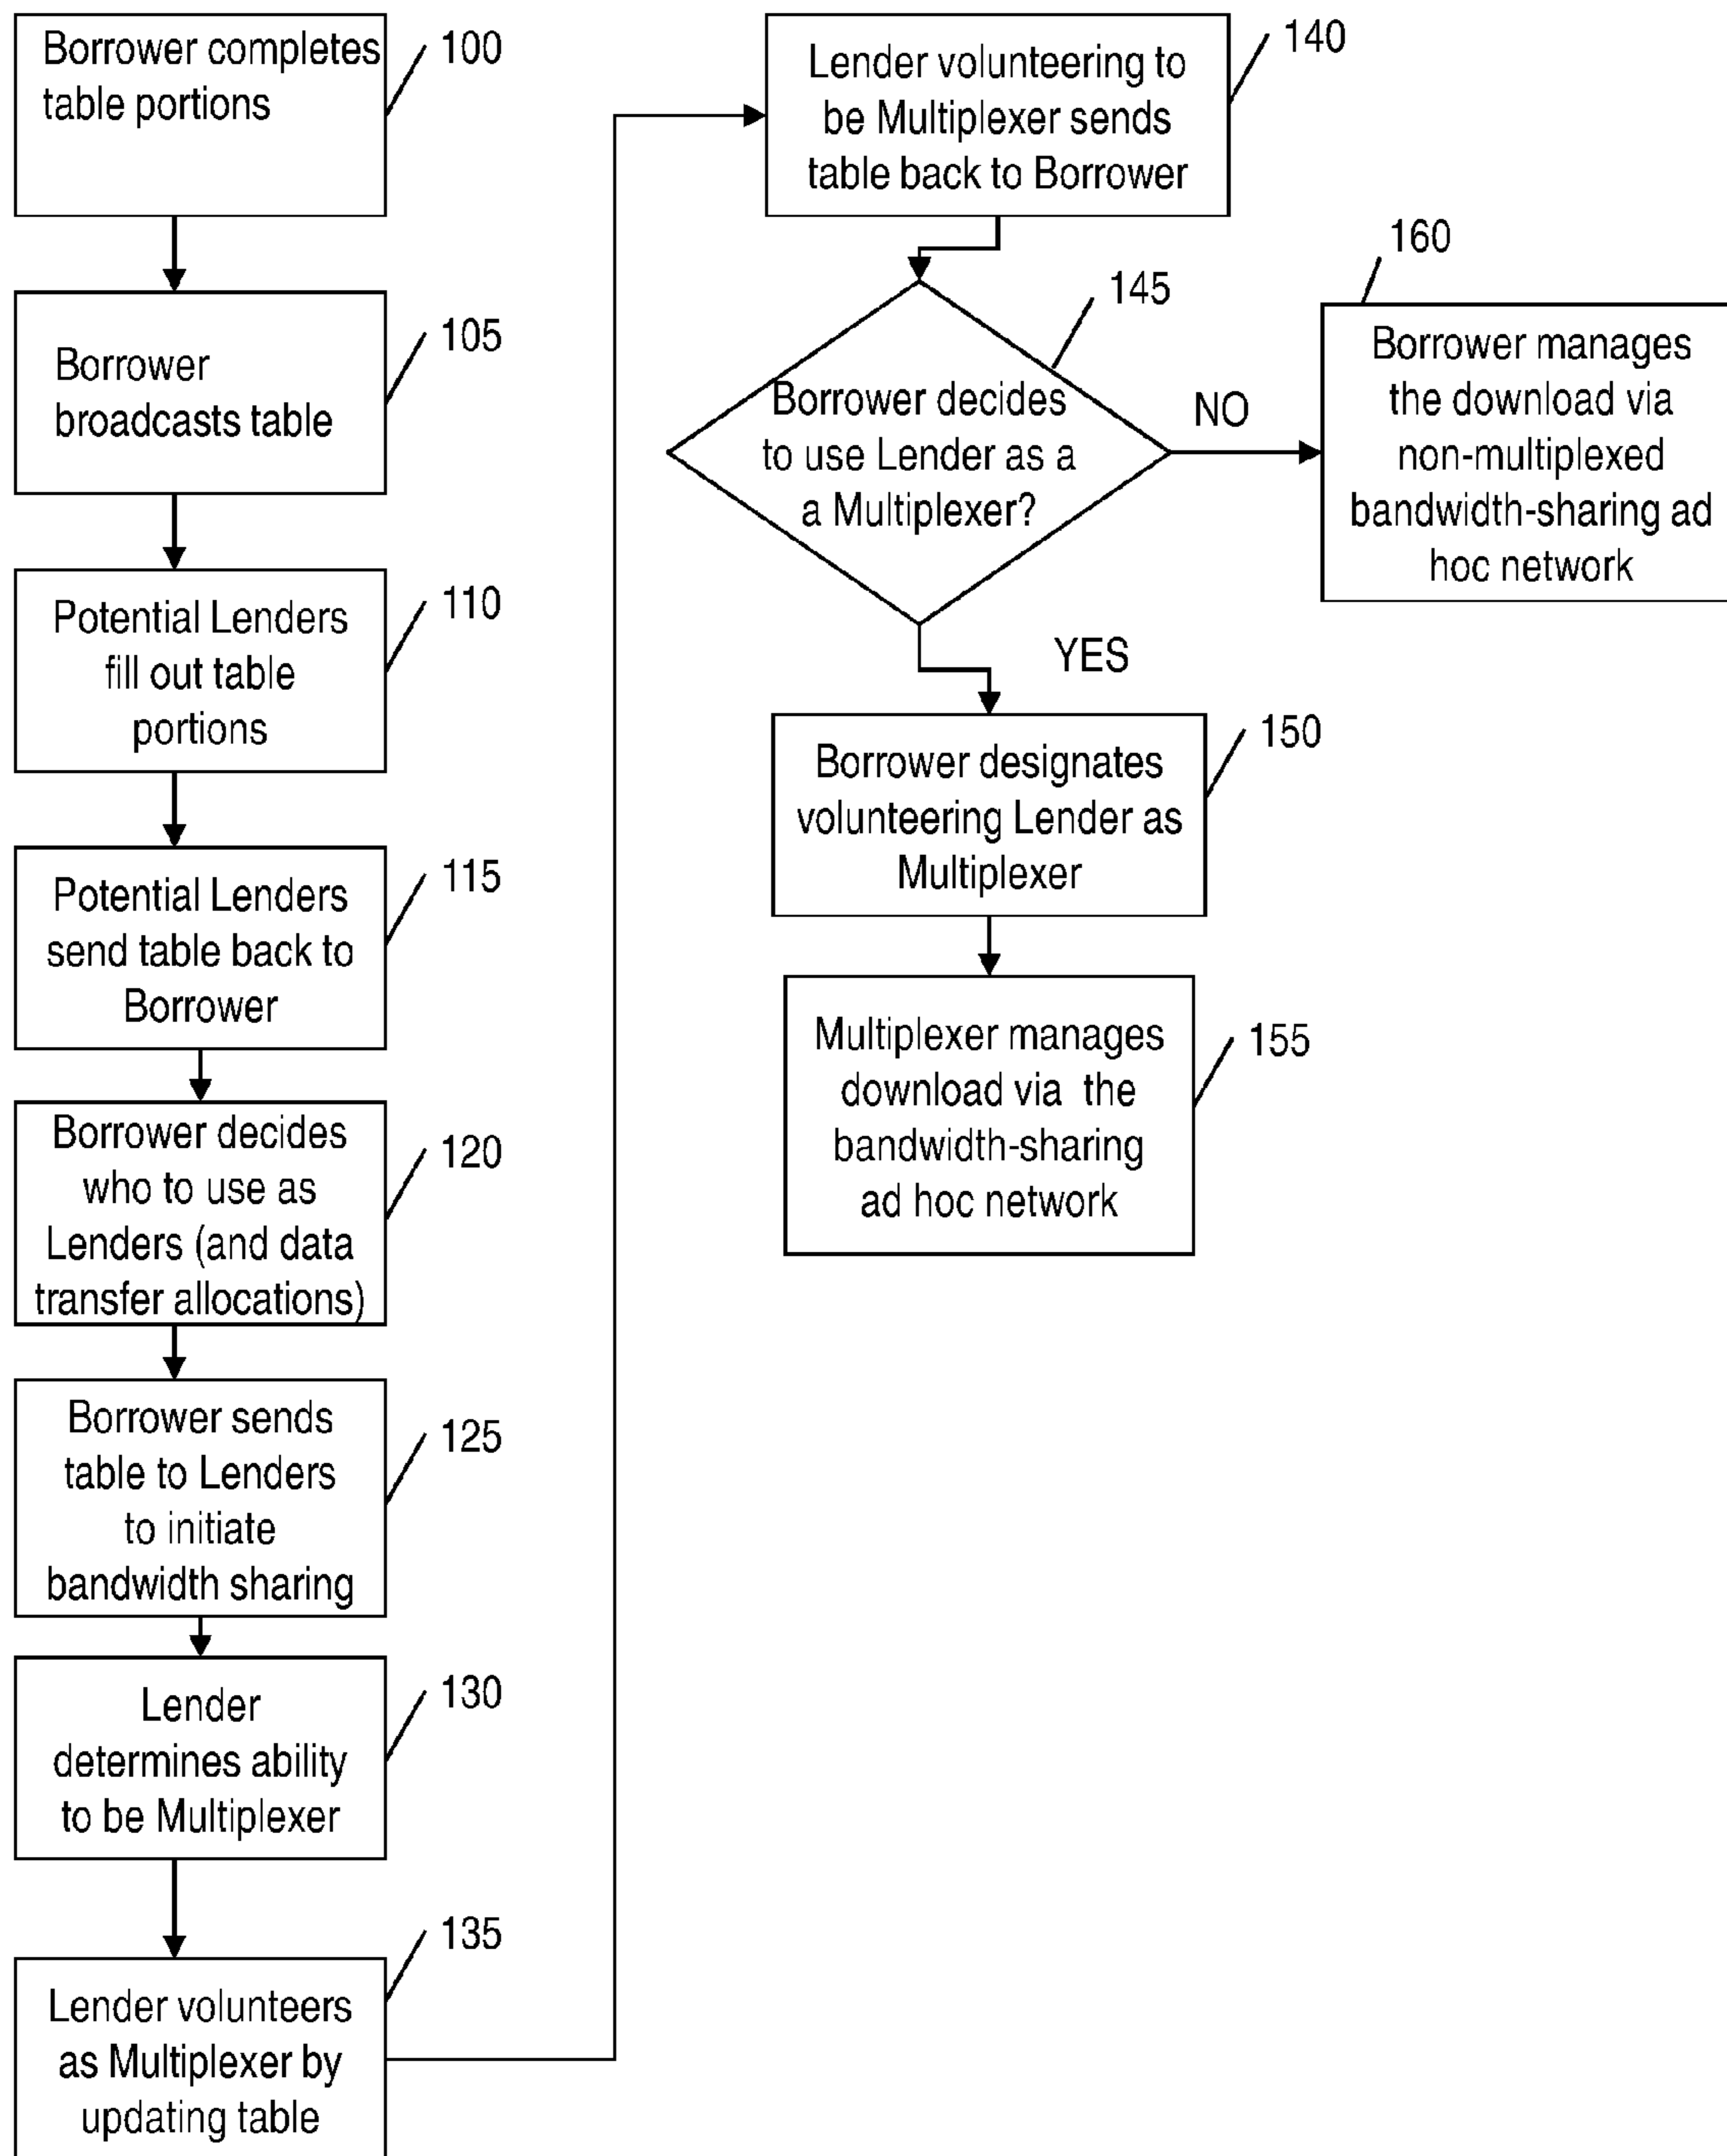 Borrower completes
table portions
100
Borrower
broadcasts table
105
Potential Lenders
fill out table
portions
110
Potential Lenders
send table back to
Borrower
115
Borrower decides
who to use as
Lenders (and data
transfer allocations)
120
Borrower sends
table to Lenders
to initiate
bandwidth sharing
125
Lender
determines ability
to be Multiplexer
130
Lender volunteers
as Multiplexer by
updating table
135
Lender volunteering to
be Multiplexer sends
table back to Borrower
140
Borrower decides
to use Lender as a
a Multiplexer?
145
NO
160
Borrower manages
the download via
non-multiplexed
bandwidth-sharing ad
hoc network
YES
Borrower designates
volunteering Lender as
Multiplexer
150
Multiplexer manages
download via the
bandwidth-sharing
ad hoc network
155